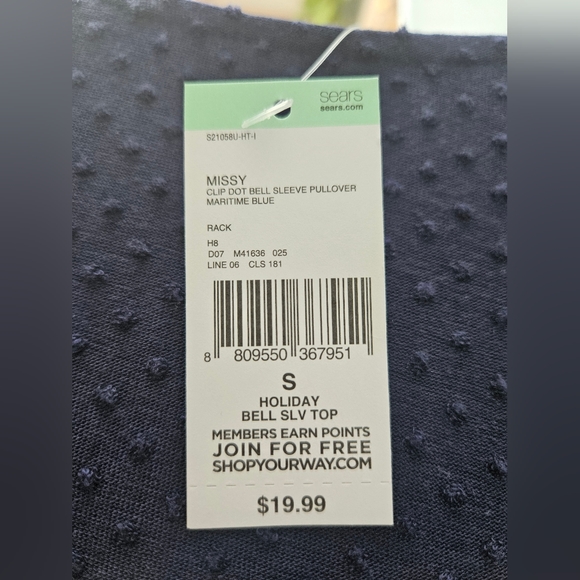 sears
sears.com
S21058U-HT-I
MISSY
CLIP DOT BELL SLEEVE PULLOVER
MARITIME BLUE
RACK
H8
D07 M41636 025
LINE 06 CLS 181
8 809550 367951
S
HOLIDAY
BELL SLV TOP
MEMBERS EARN POINTS
JOIN FOR FREE
SHOPYOURWAY.COM
$19.99